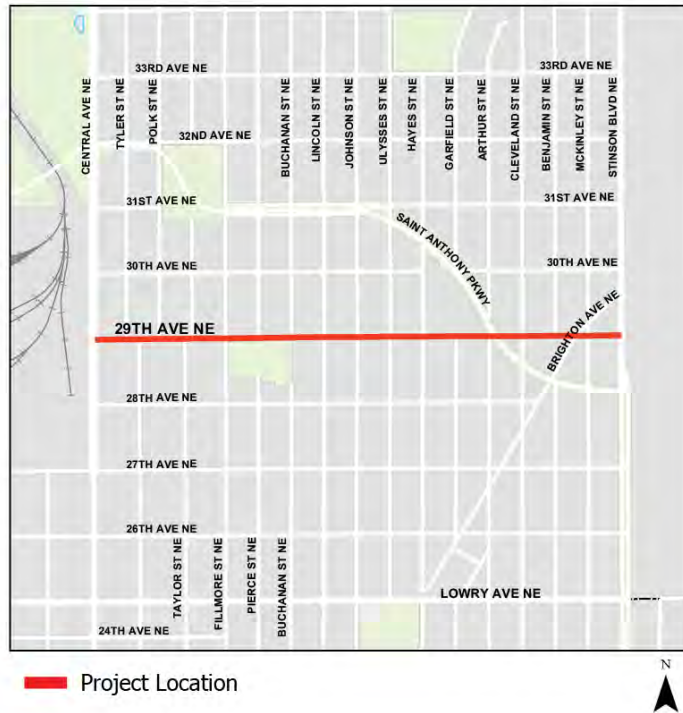 33RD AVE NE
33RD AVE NE
CENTRAL AVE NE
TYLER ST NE
POLK ST NE
32ND AVE NE
BUCHANAN ST NE
LINCOLN ST NE
JOHNSON ST NE
ULYSSES ST NE
HAYES ST NE
GARFIELD ST NE
ARTHUR ST NE
CLEVELAND ST NE
BENJAMIN ST NE
MCKINLEY ST NE
STINSON BLVD NE
31ST AVE NE
31ST AVE NE
SAINT ANTHONY PKWY
30TH AVE NE
30TH AVE NE
29TH AVE NE
BRIGHTON AVE NE
28TH AVE NE
27TH AVE NE
26TH AVE NE
TAYLOR ST NE
FILLMORE ST NE
PIERCE ST NE
BUCHANAN ST NE
LOWRY AVE NE
24TH AVE NE
Project Location
N